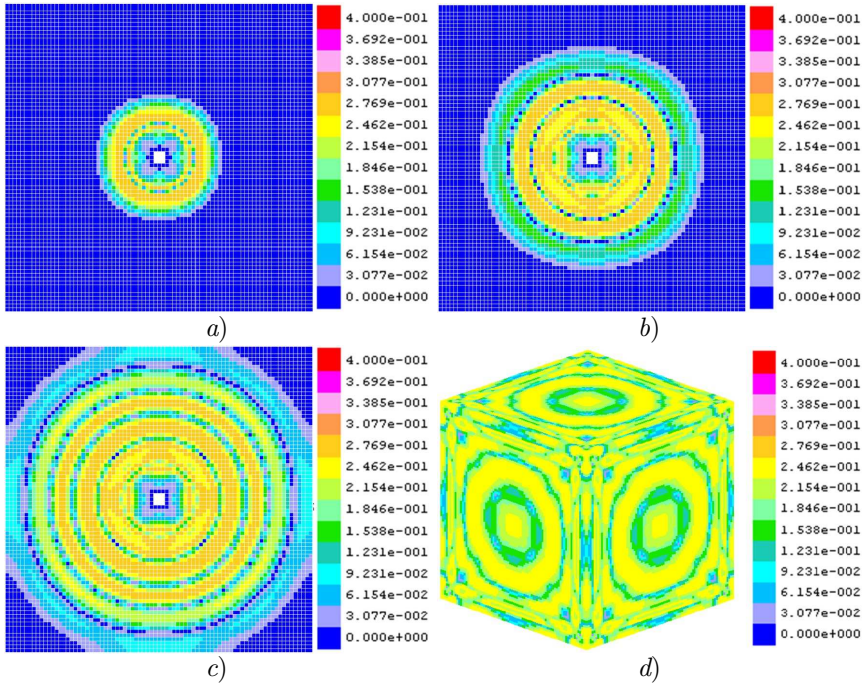 4.000e-001
3.692e-001
3.385e-001
3.077e-001
2.769e-001
2.462e-001
2.154e-001
1.846e-001
1.538e-001
1.231e-001
9.231e-002
6.154e-002
3.077e-002
0.000e+000
a)
4.000e-001
3.692e-001
3.385e-001
3.077e-001
2.769e-001
2.462e-001
2.154e-001
1.846e-001
1.538e-001
1.231e-001
9.231e-002
6.154e-002
3.077e-002
0.000e+000
b)
4.000e-001
3.692e-001
3.385e-001
3.077e-001
2.769e-001
2.462e-001
2.154e-001
1.846e-001
1.538e-001
1.231e-001
9.231e-002
6.154e-002
3.077e-002
0.000e+000
c)
4.000e-001
3.692e-001
3.385e-001
3.077e-001
2.769e-001
2.462e-001
2.154e-001
1.846e-001
1.538e-001
1.231e-001
9.231e-002
6.154e-002
3.077e-002
0.000e+000
d)